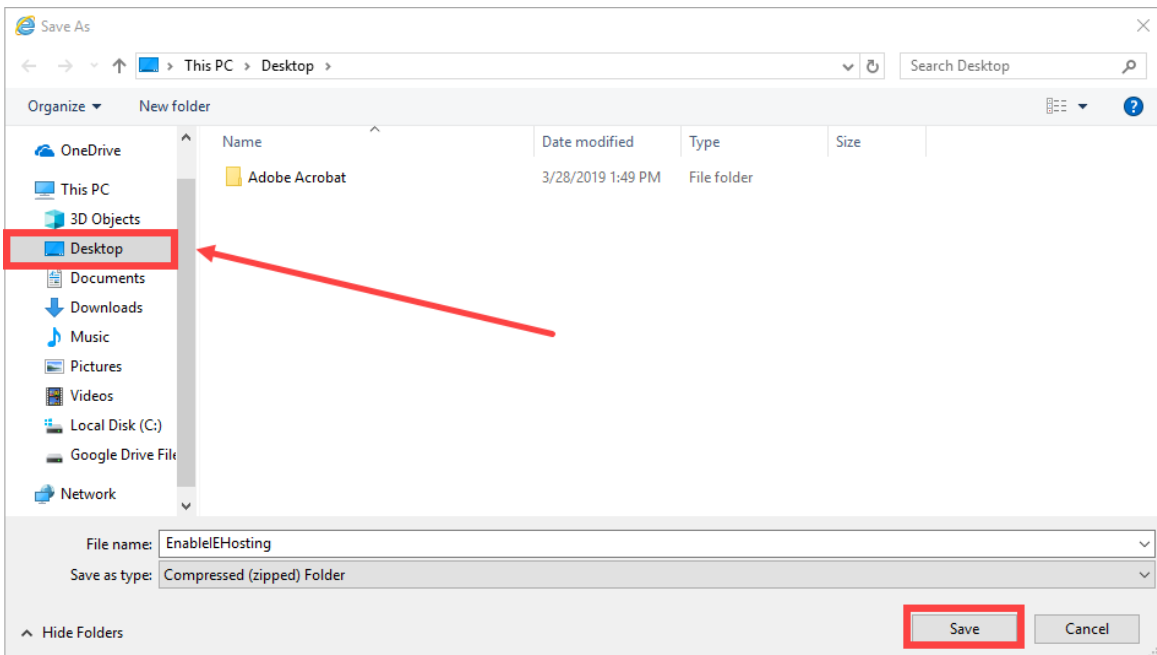 Save As
This PC > Desktop >
Search Desktop
Organize
New folder
?
Name
Date modified
Type
Size
OneDrive
Adobe Acrobat
3/28/2019 1:49 PM
File folder
This PC
3D Objects
Desktop
Documents
Downloads
Music
Pictures
Videos
Local Disk (C:)
Google Drive File
Network
File name: EnableIEHosting
Save as type: Compressed (zipped) Folder
Hide Folders
Save
Cancel